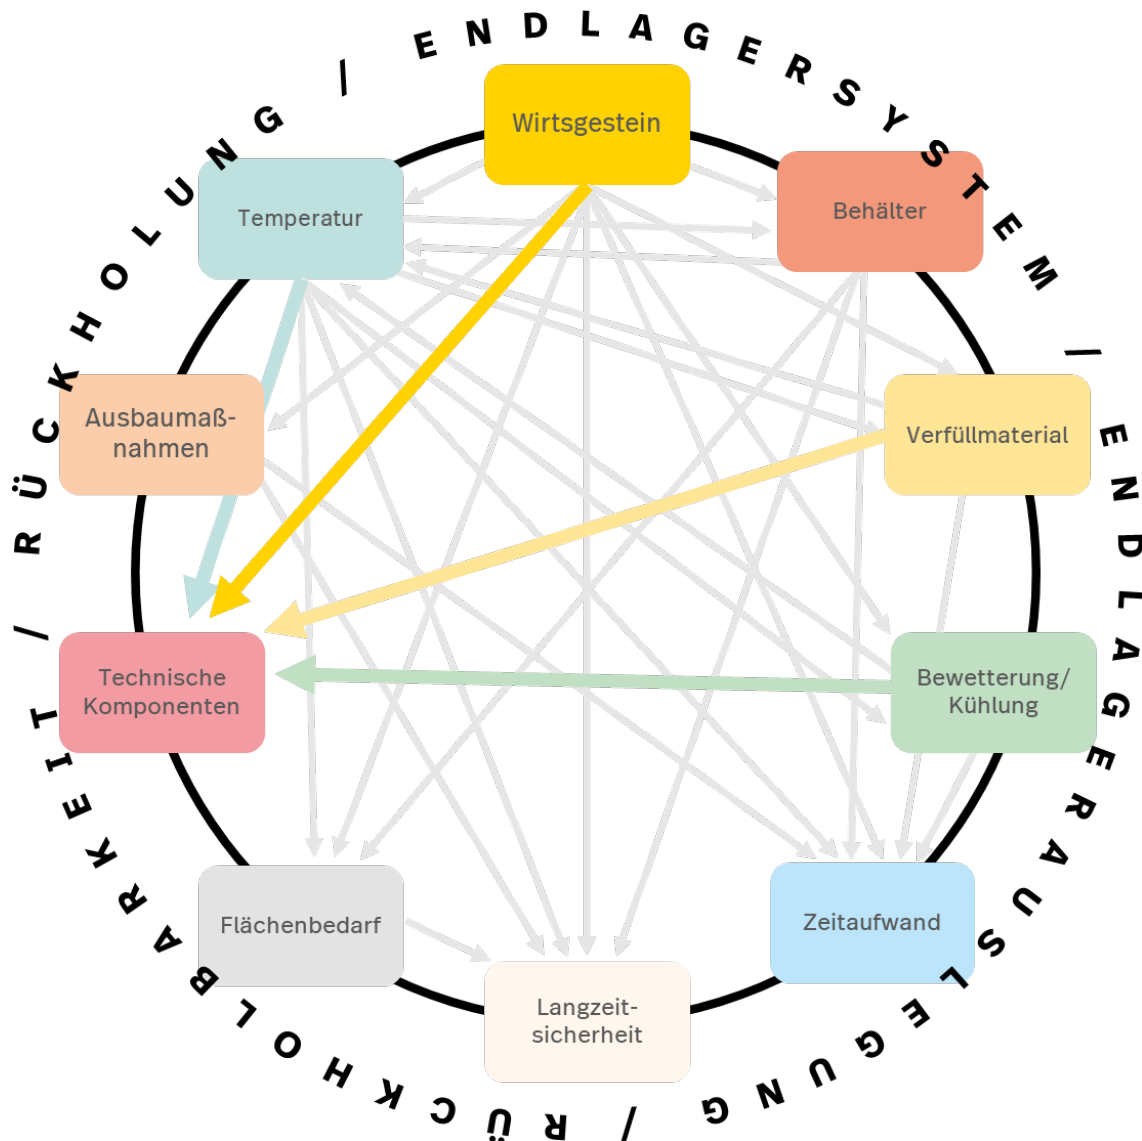 RÜCKHOLUNG / ENDLAGERSYSTEM / ENDLAGERAUSLEGUNG / RÜCKHOLBARKEIT /
Wirtsgestein
Temperatur
Behälter
Ausbaumaß-
nahmen
Verfüllmaterial
Technische
Komponenten
Bewetterung/
Kühlung
Flächenbedarf
Zeitaufwand
Langzeit-
sicherheit